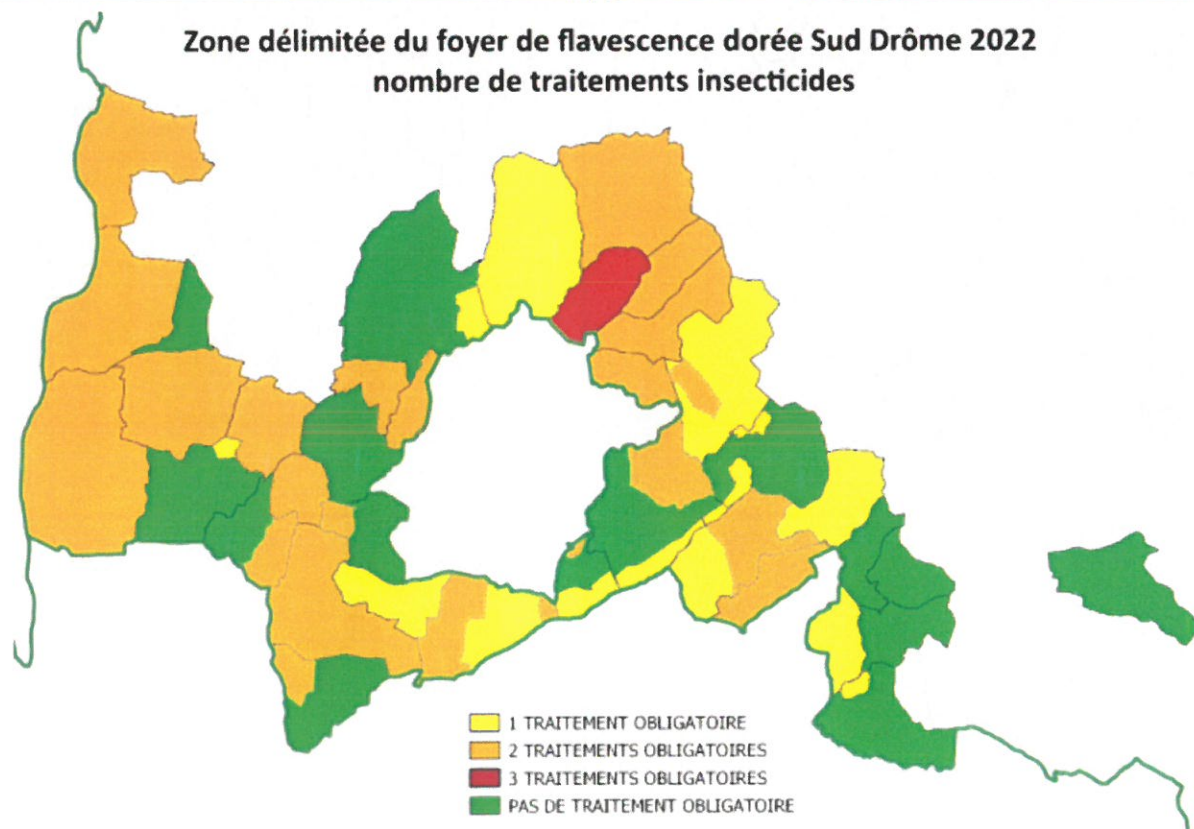 Zone délimitée du foyer de flavescence dorée Sud Drôme 2022
nombre de traitements insecticides
1 TRAITEMENT OBLIGATOIRE
2 TRAITEMENTS OBLIGATOIRES
3 TRAITEMENTS OBLIGATOIRES
PAS DE TRAITEMENT OBLIGATOIRE